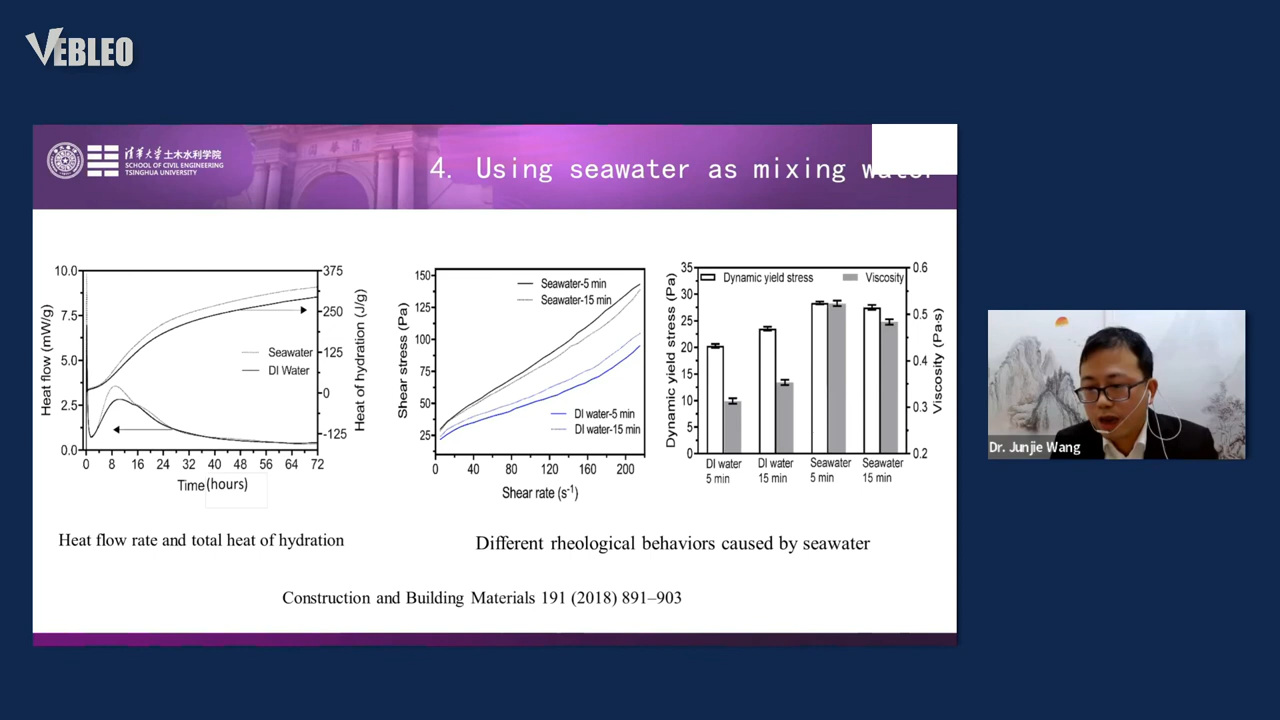 VEBLEO
清华大学土木水利学院
SCHOOL OF CIVIL ENGINEERING
TSINGHUA UNIVERSITY
4. Using seawater as mixing water
10.0
7.5
5.0
2.5
0.0
Heat flow (mW/g)
375
250
125
0
-125
Heat of hydration (J/g)
Seawater
DI Water
0 8 16 24 32 40 48 56 64 72
Time (hours)
150
125
100
75
50
25
Shear stress (Pa)
Seawater-5 min
Seawater-15 min
DI water-5 min
DI water-15 min
0 40 80 120 160 200
Shear rate (s-1)
35
30
25
20
15
10
5
0
Dynamic yield stress (Pa)
Dynamic yield stress
Viscosity
0.6
0.5
0.4
0.3
0.2
Viscosity (Pa·s)
DI water DI water Seawater Seawater
5 min 15 min 5 min 15 min
Heat flow rate and total heat of hydration
Different rheological behaviors caused by seawater
Construction and Building Materials 191 (2018) 891–903
Dr. Junjie Wang